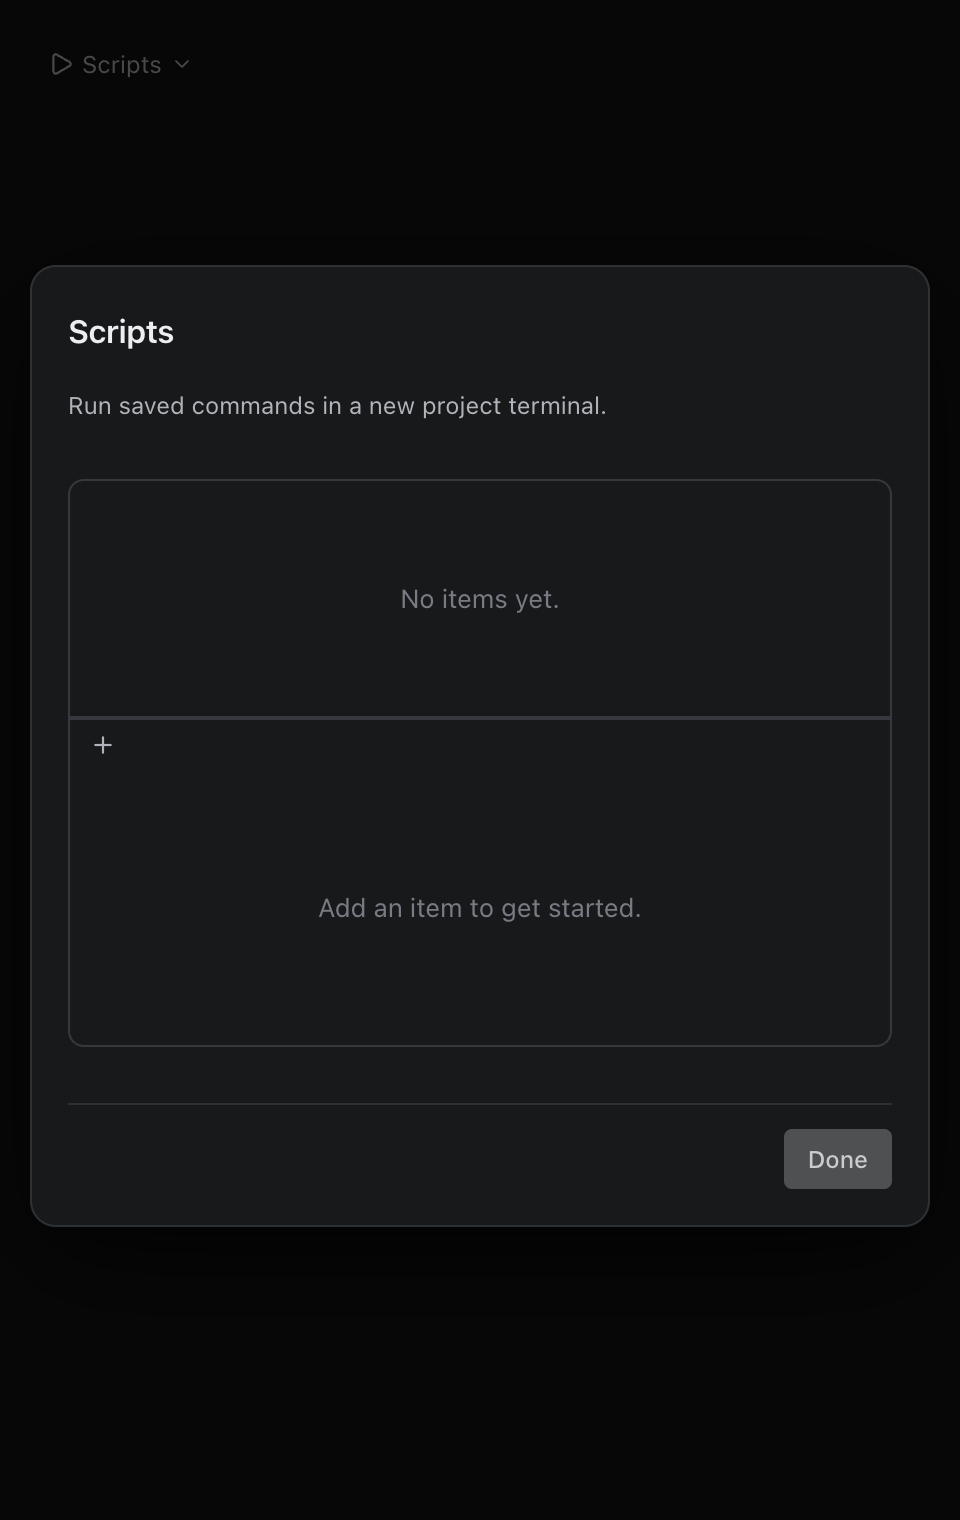 Scripts
Scripts
Run saved commands in a new project terminal.
No items yet.
Add an item to get started.
Done